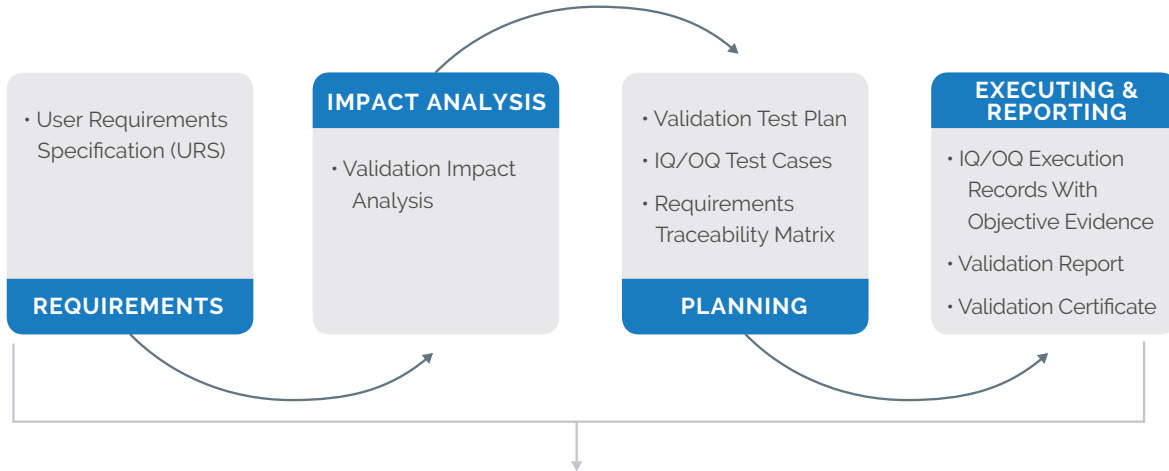 • User Requirements
Specification (URS)
REQUIREMENTS
IMPACT ANALYSIS
• Validation Impact
Analysis
• Validation Test Plan
• IQ/OQ Test Cases
• Requirements
Traceability Matrix
PLANNING
EXECUTING &
REPORTING
• IQ/OQ Execution
Records With
Objective Evidence
• Validation Report
• Validation Certificate